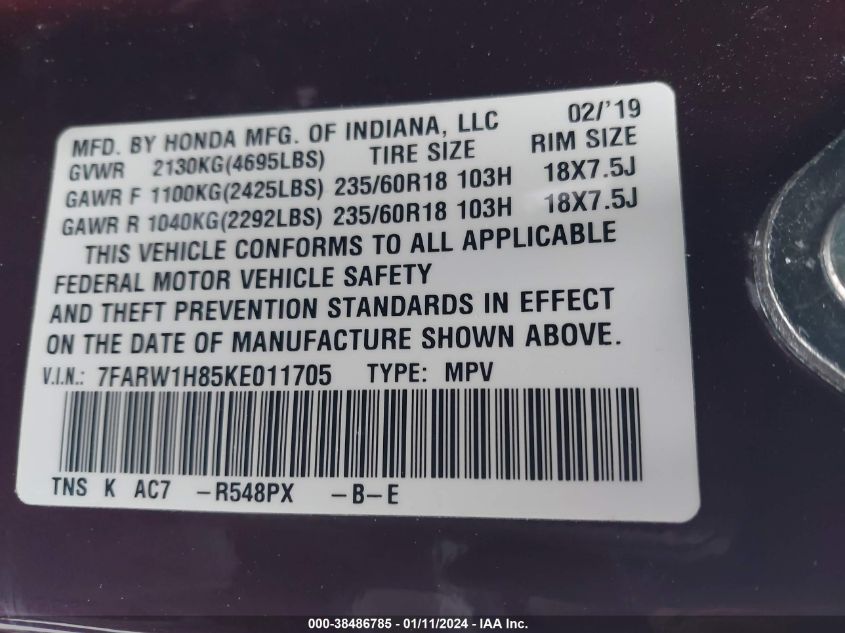 MFD. BY HONDA MFG. OF INDIANA, LLC 02/'19
GVWR 2130KG(4695LBS) TIRE SIZE RIM SIZE
GAWR F 1100KG(2425LBS) 235/60R18 103H 18X7.5J
GAWR R 1040KG(2292LBS) 235/60R18 103H 18X7.5J
THIS VEHICLE CONFORMS TO ALL APPLICABLE
FEDERAL MOTOR VEHICLE SAFETY
AND THEFT PREVENTION STANDARDS IN EFFECT
ON THE DATE OF MANUFACTURE SHOWN ABOVE.
V.I.N.: 7FARW1H85KE011705 TYPE: MPV
TNS K AC7 -R548PX -B-E
000-38486785 - 01/11/2024 - IAA Inc.